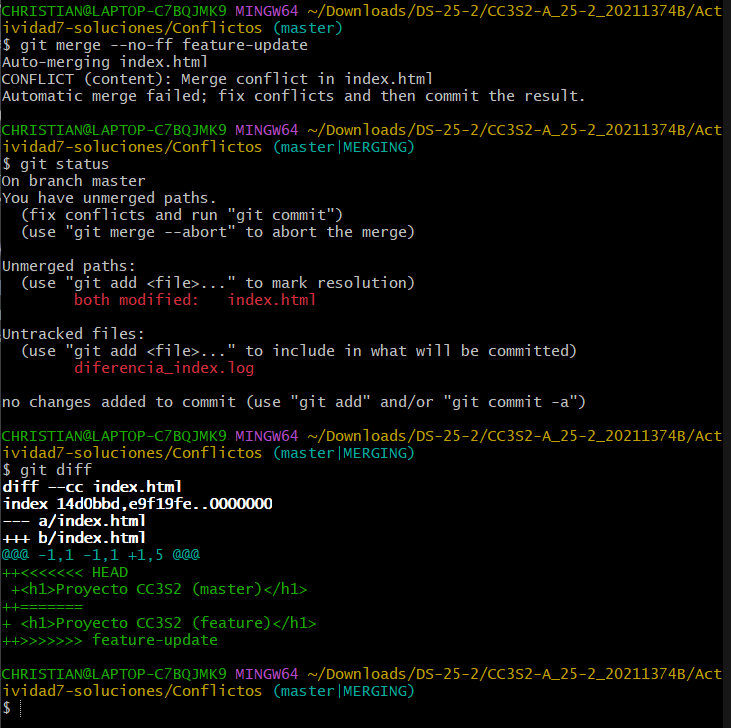 CHRISTIAN@LAPTOP-C7BQJMK9 MINGW64 ~/Downloads/DS-25-2/CC3S2-A_25-2_20211374B/Act
ividad7-soluciones/Conflictos (master)
$ git merge --no-ff feature-update
Auto-merging index.html
CONFLICT (content): Merge conflict in index.html
Automatic merge failed; fix conflicts and then commit the result.

CHRISTIAN@LAPTOP-C7BQJMK9 MINGW64 ~/Downloads/DS-25-2/CC3S2-A_25-2_20211374B/Act
ividad7-soluciones/Conflictos (master|MERGING)
$ git status
On branch master
You have unmerged paths.
  (fix conflicts and run "git commit")
  (use "git merge --abort" to abort the merge)

Unmerged paths:
  (use "git add <file>..." to mark resolution)
        both modified:   index.html

Untracked files:
  (use "git add <file>..." to include in what will be committed)
        diferencia_index.log

no changes added to commit (use "git add" and/or "git commit -a")

CHRISTIAN@LAPTOP-C7BQJMK9 MINGW64 ~/Downloads/DS-25-2/CC3S2-A_25-2_20211374B/Act
ividad7-soluciones/Conflictos (master|MERGING)
$ git diff
diff --cc index.html
index 14d0bbd,e9f19fe..0000000
--- a/index.html
+++ b/index.html
@@@ -1,1 -1,1 +1,5 @@@
++<<<<<<< HEAD
 +<h1>Proyecto CC3S2 (master)</h1>
++=======
+ <h1>Proyecto CC3S2 (feature)</h1>
++>>>>>>> feature-update

CHRISTIAN@LAPTOP-C7BQJMK9 MINGW64 ~/Downloads/DS-25-2/CC3S2-A_25-2_20211374B/Act
ividad7-soluciones/Conflictos (master|MERGING)
$